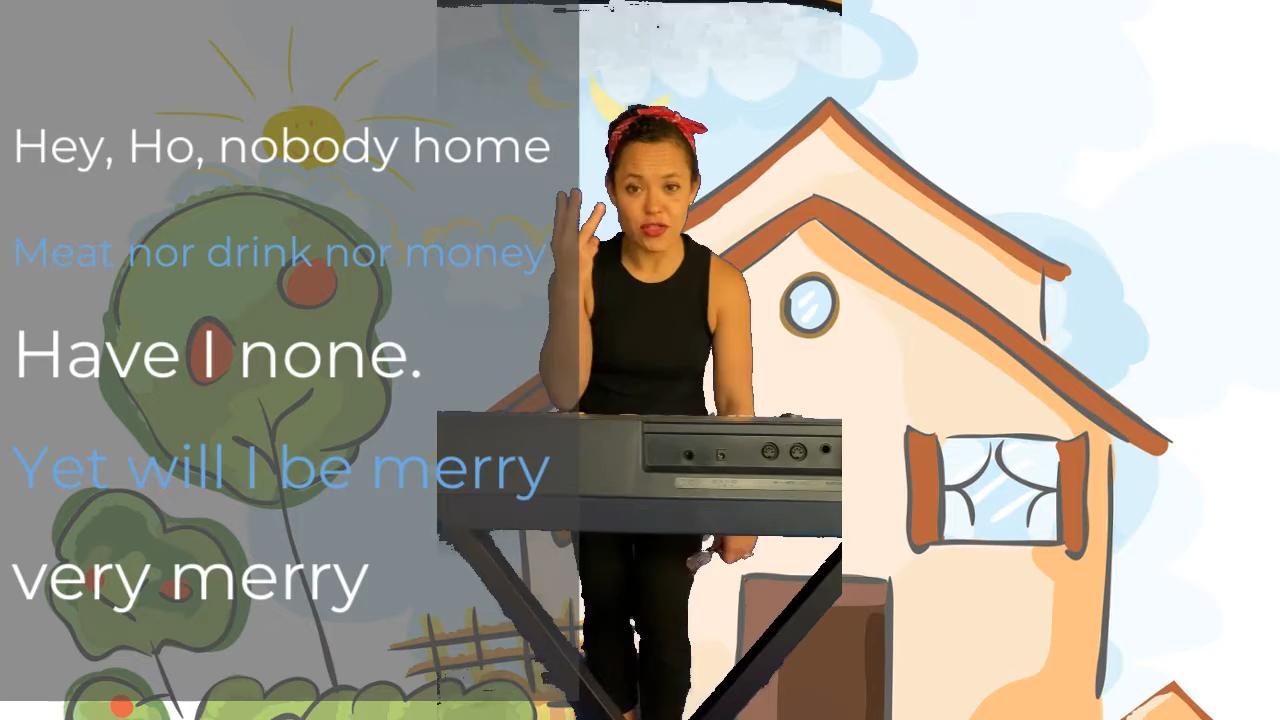 Hey, Ho, nobody home
Meat nor drink nor money
Have I none.
Yet will I be merry
very merry